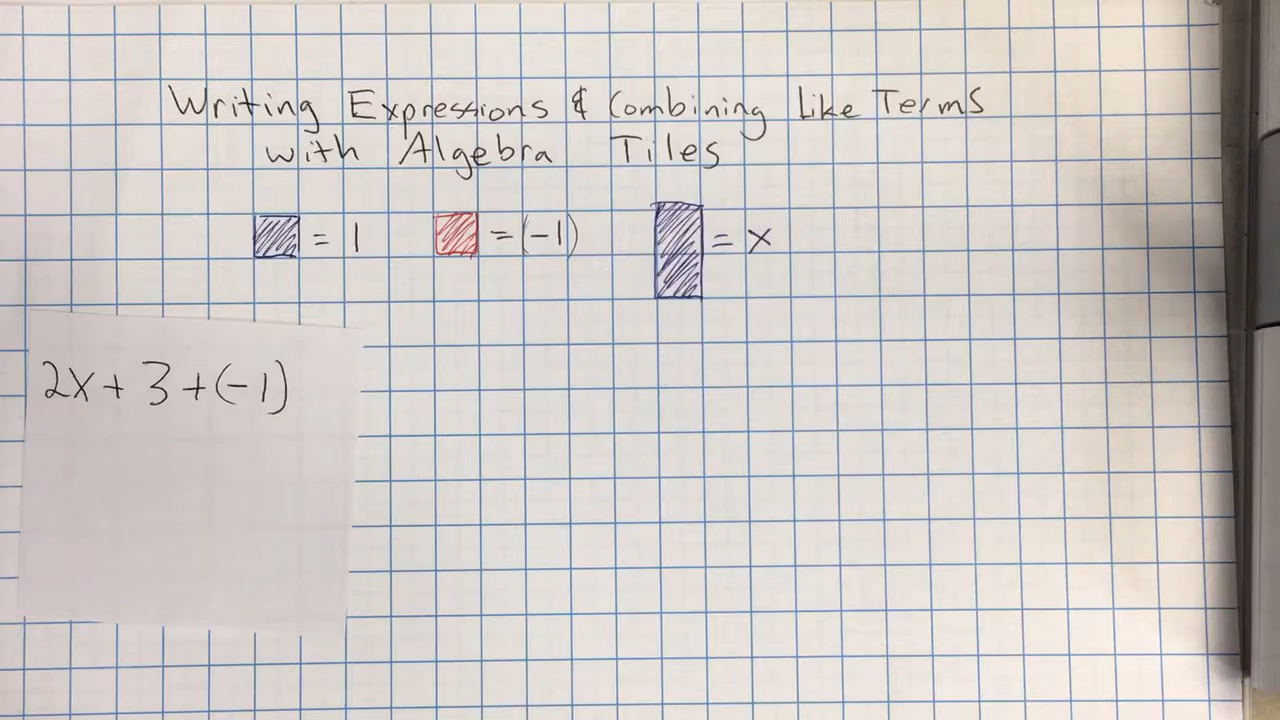 Writing Expressions & Combining Like Terms
with Algebra Tiles
= 1 = (-1) = x
2x + 3 + (-1)